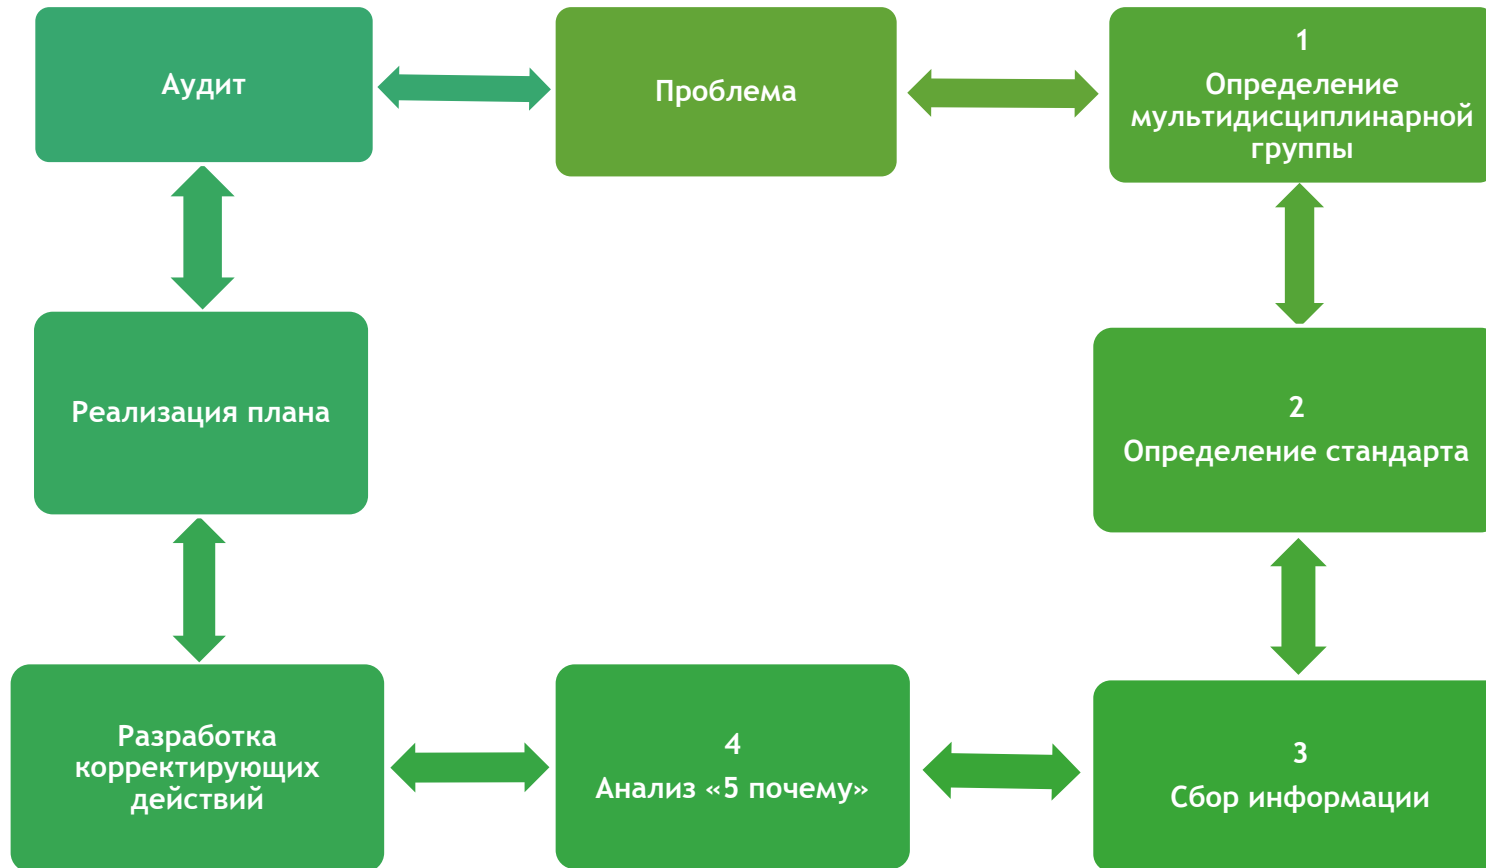 Аудит
Проблема
1
Определение
мультидисциплинарной
группы
Реализация плана
2
Определение стандарта
Разработка
корректирующих
действий
4
Анализ «5 почему»
3
Сбор информации